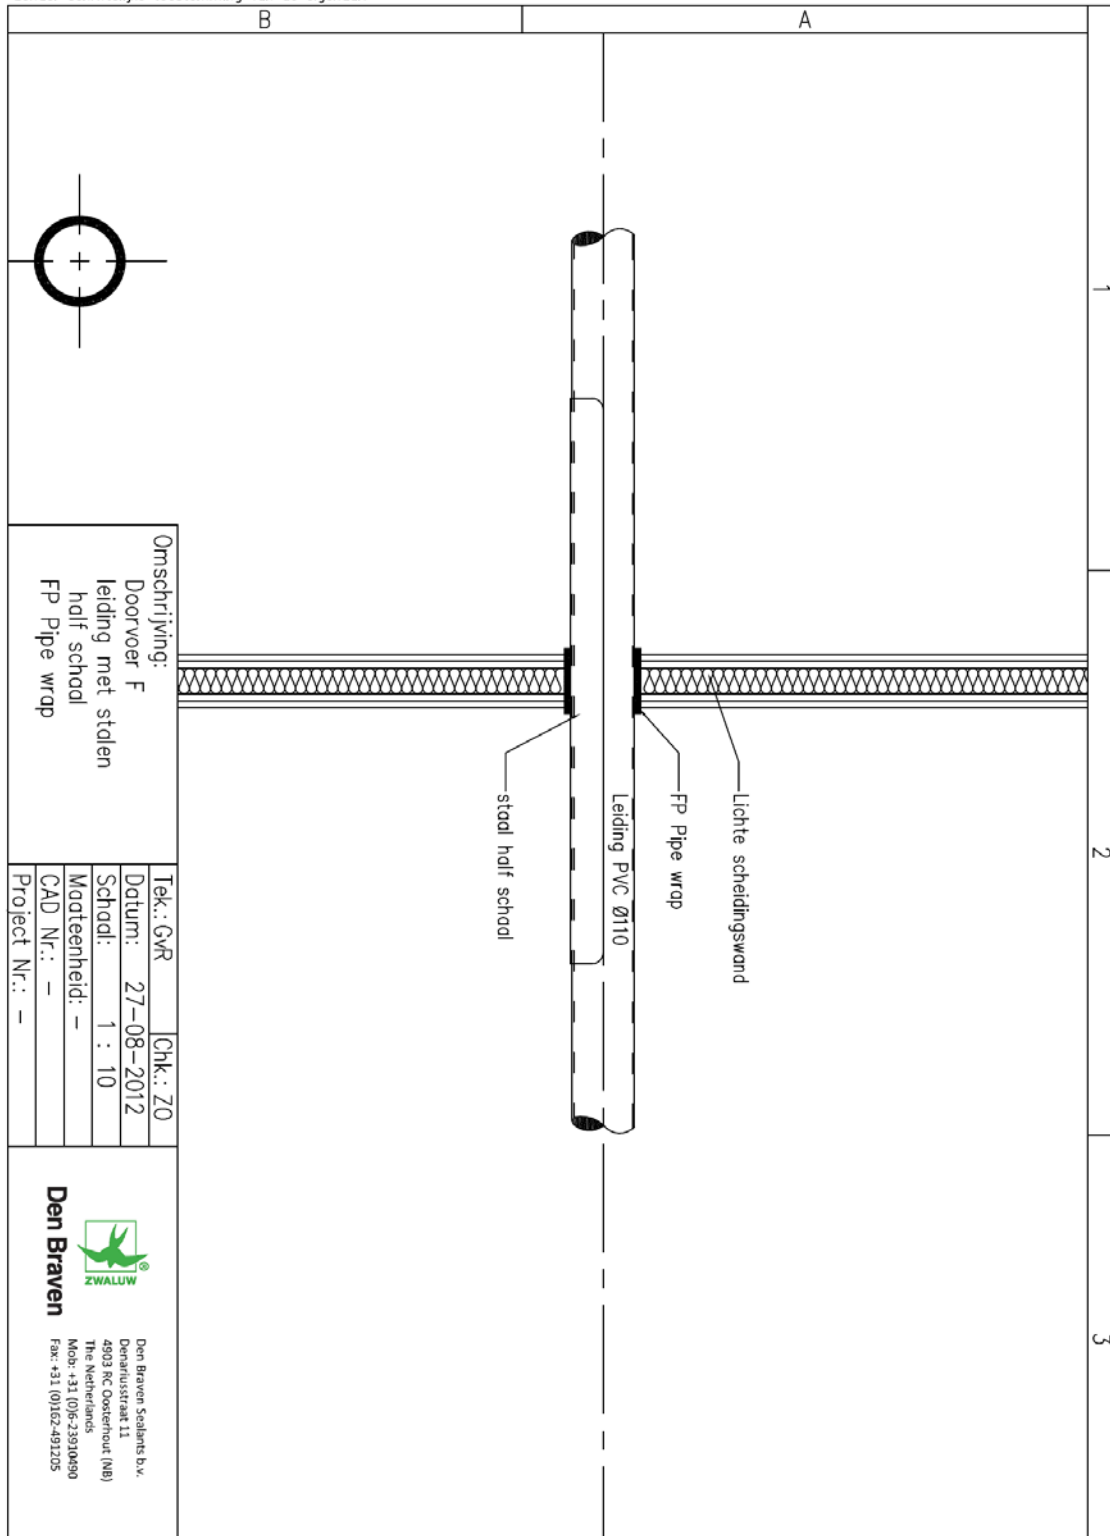 1
2
3
A
B
Lichte scheidingswand
FP Pipe wrap
Leiding PVC Ø110
staal half schaal
Omschrijving:
Doorvoer F
leiding met stalen
half schaal
FP Pipe wrap
Tek.: GvR
Chk.: ZO
Datum: 27-08-2012
Schaal: 1 : 10
Maateenheid: -
CAD Nr.: -
Project Nr.: -
ZWALUW®
Den Braven
Den Braven Sealants b.v.
Denariusstraat 11
4903 RC Oosterhout (NB)
The Netherlands
Mob: +31 (0)6-23910490
Fax: +31 (0)162-491205